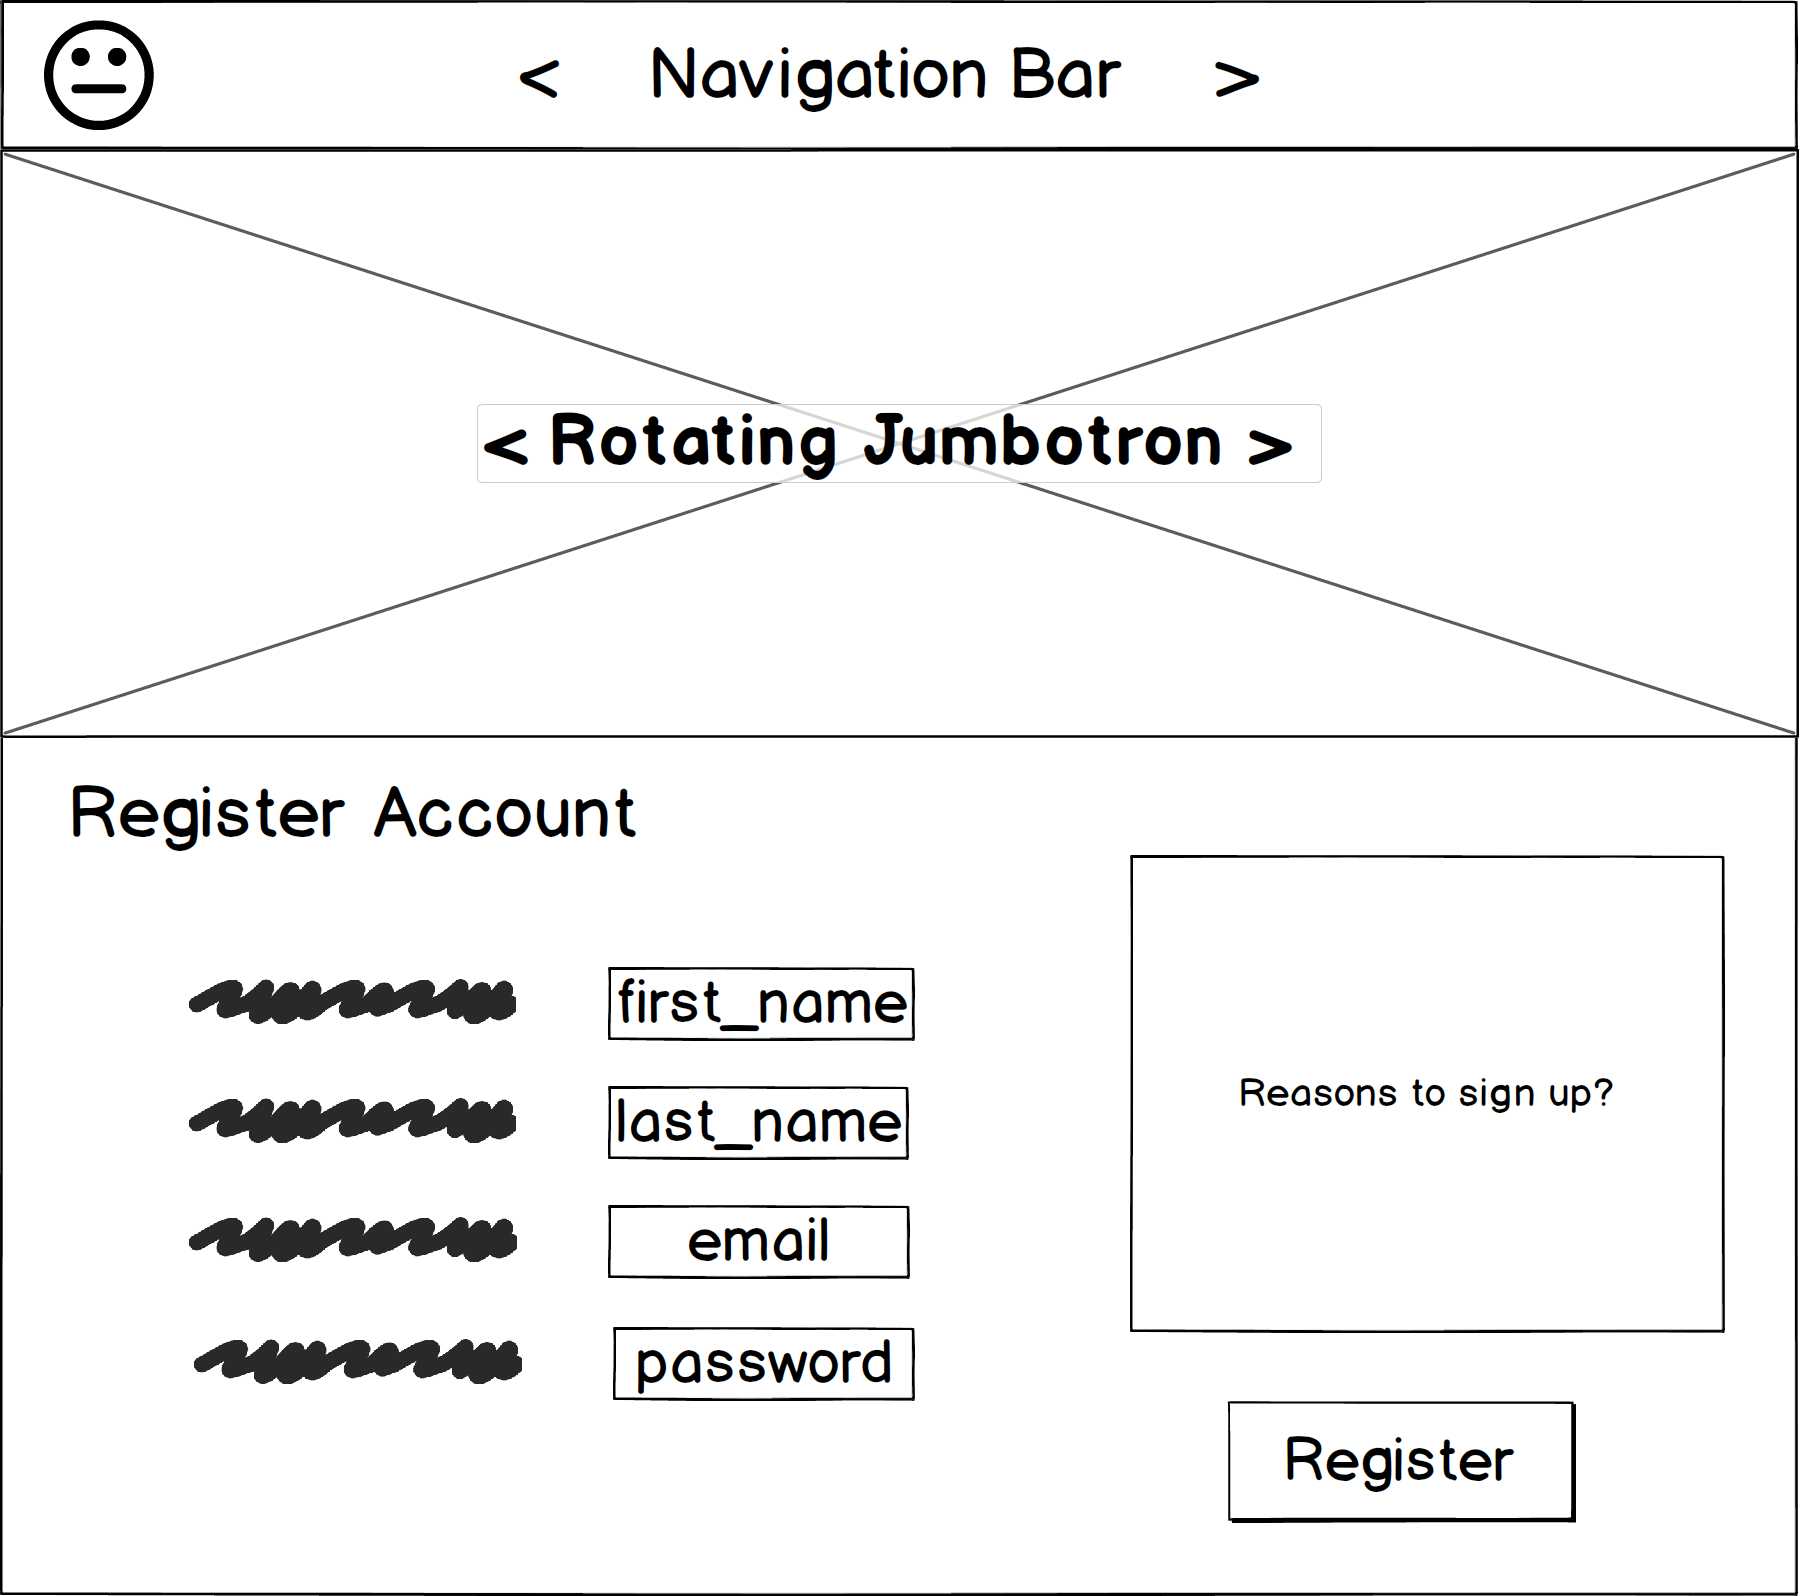 < Navigation Bar >
< Rotating Jumbotron >
Register Account
first_name
last_name
email
password
Reasons to sign up?
Register